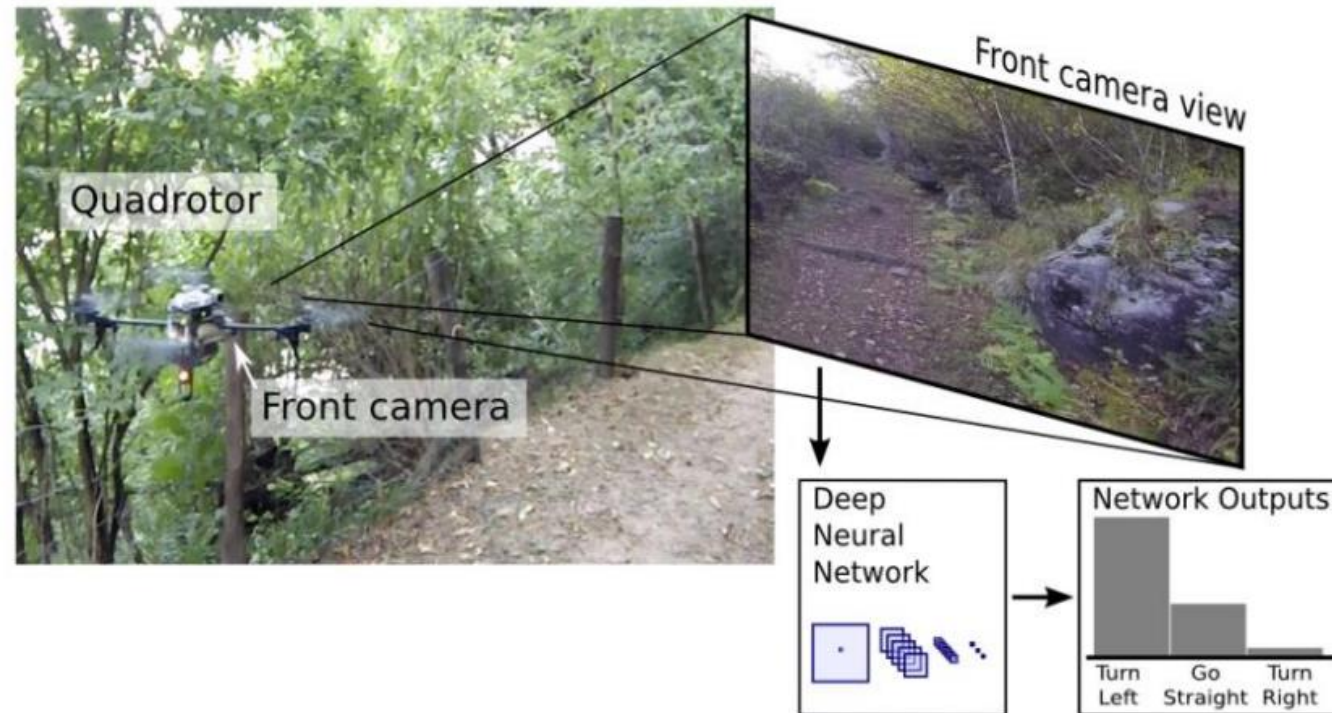 Front camera view
Quadrotor
Front camera
Deep
Neural
Network
Network Outputs
Turn
Left
Go
Straight
Turn
Right